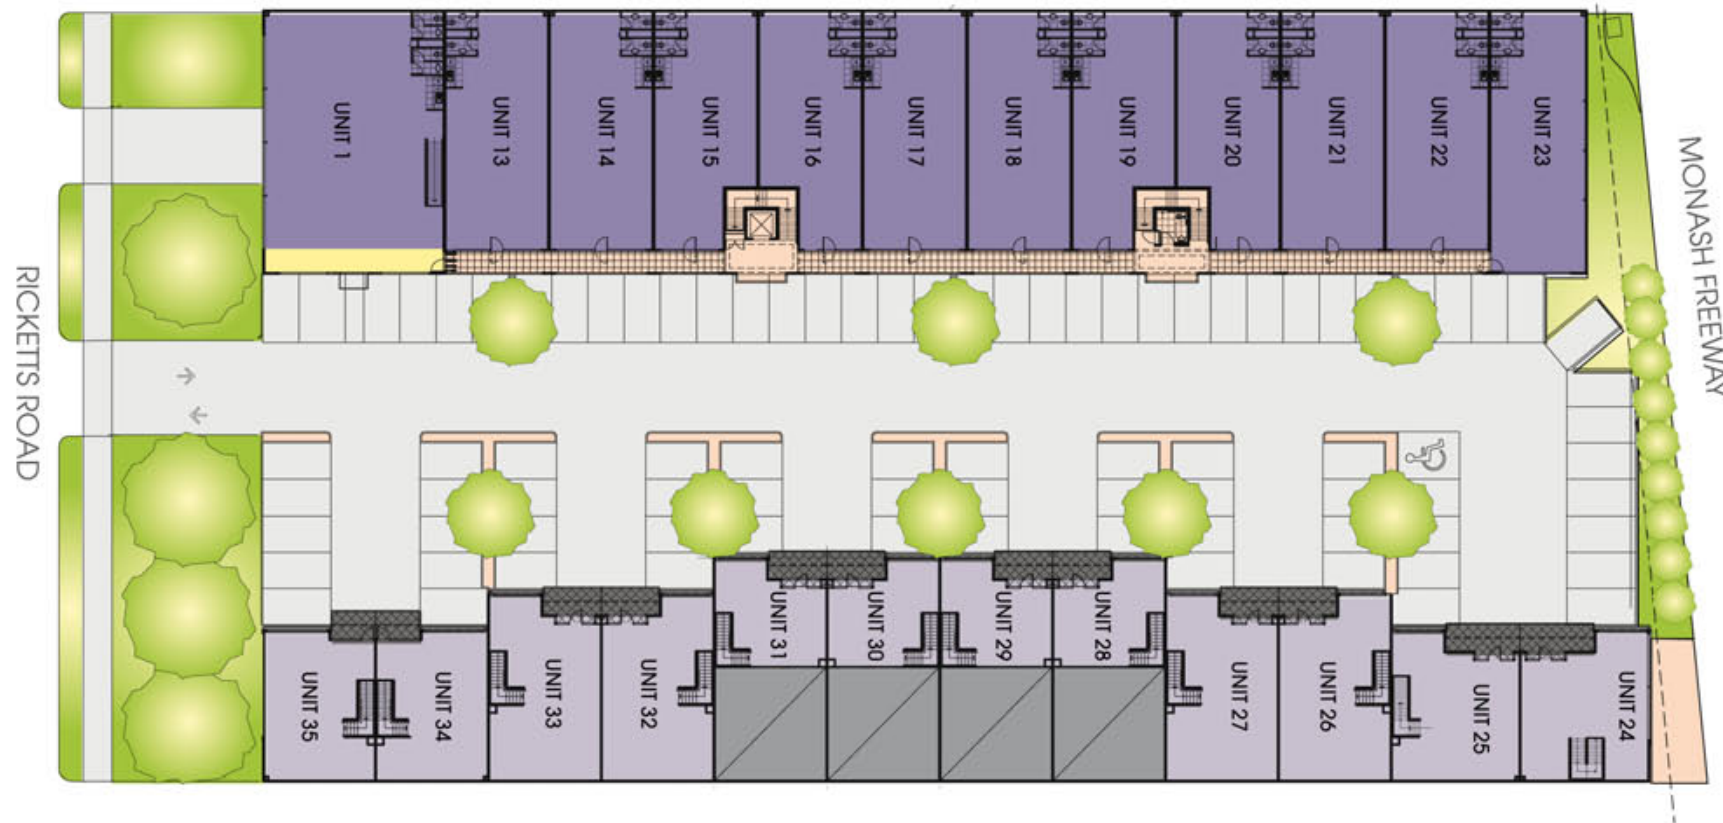 UNIT 1
UNIT 13
UNIT 14
UNIT 15
UNIT 16
UNIT 17
UNIT 18
UNIT 19
UNIT 20
UNIT 21
UNIT 22
UNIT 23
MONASH FREEWAY
RICKETTS ROAD
UNIT 35
UNIT 34
UNIT 33
UNIT 32
UNIT 31
UNIT 30
UNIT 29
UNIT 28
UNIT 27
UNIT 26
UNIT 25
UNIT 24